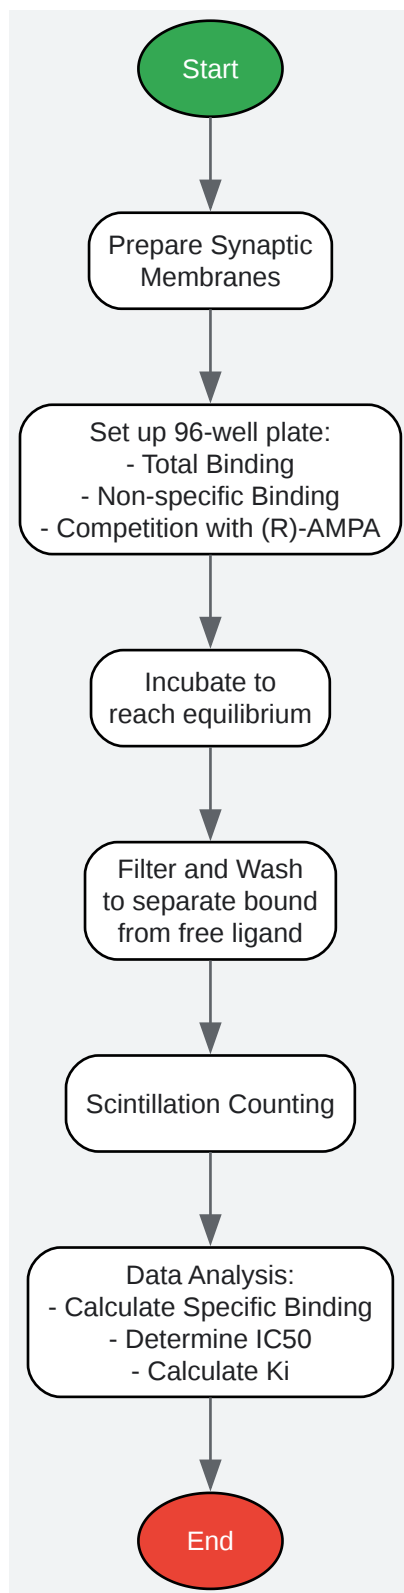 Start
Prepare Synaptic
Membranes
Set up 96-well plate:
- Total Binding
- Non-specific Binding
- Competition with (R)-AMPA
Incubate to
reach equilibrium
Filter and Wash
to separate bound
from free ligand
Scintillation Counting
Data Analysis:
- Calculate Specific Binding
- Determine IC50
- Calculate Ki
End